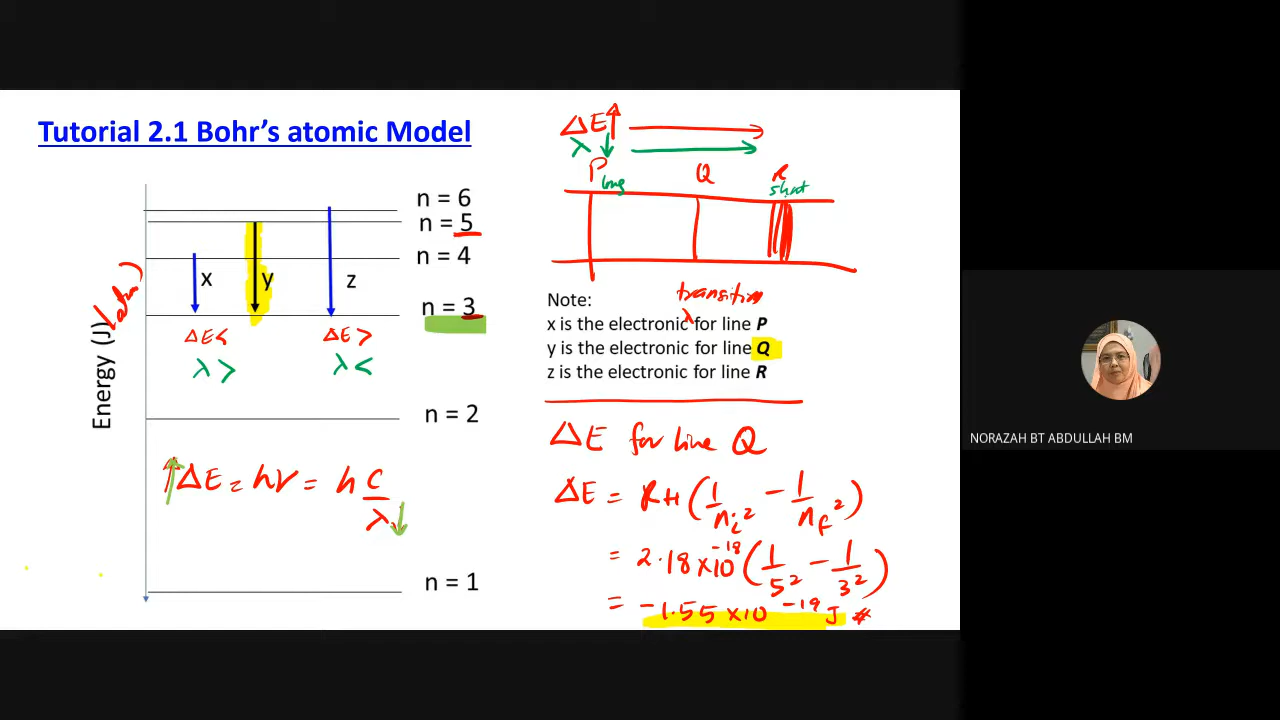 Tutorial 2.1 Bohr's atomic Model
n = 6
n = 5
n = 4
n = 3
n = 2
n = 1
x
y
z
Energy (J)
ΔE<
λ >
ΔE >
λ <
ΔE = hν = h c/λ
ΔE
λ
P Q R
long short
Note:
transition
x is the electronic for line P
y is the electronic for line Q
z is the electronic for line R
ΔE for line Q
ΔE = RH (1/ni² − 1/nf²)
= 2.18 × 10⁻¹⁸ (1/5² − 1/3²)
= −1.55 × 10⁻¹⁹ J #
NORAZAH BT ABDULLAH BM